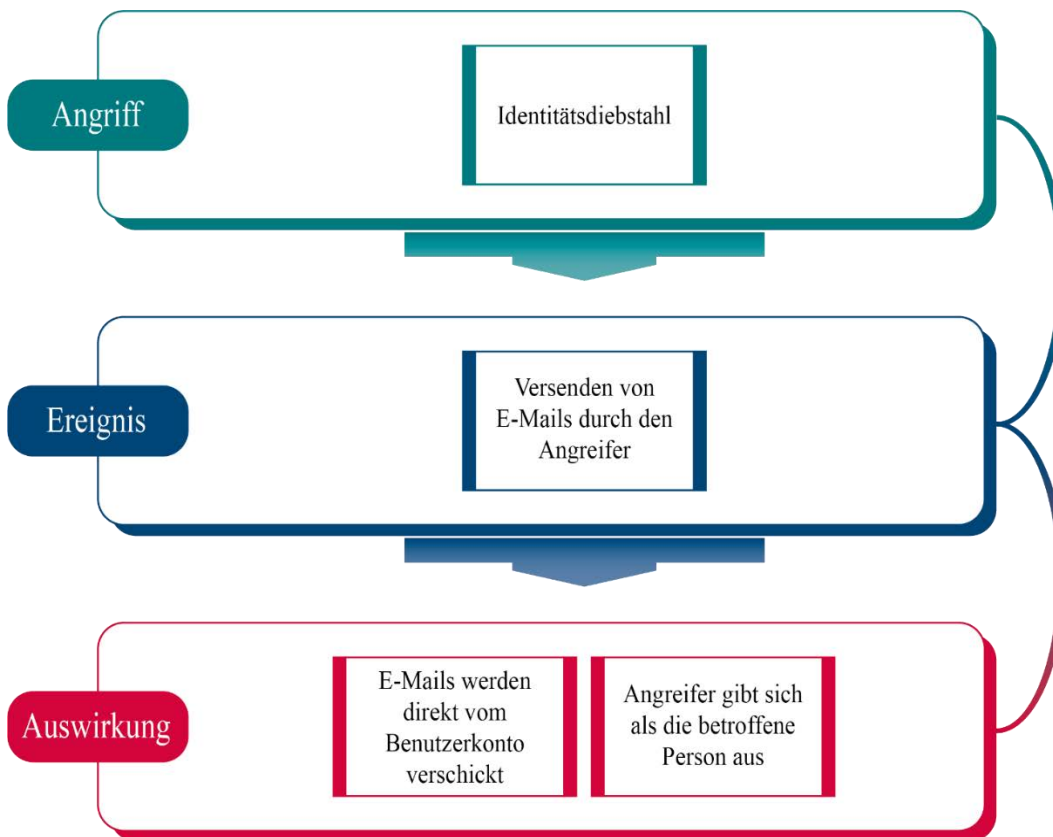 Angriff
Identitätsdiebstahl
Ereignis
Versenden von
E-Mails durch den
Angreifer
Auswirkung
E-Mails werden
direkt vom
Benutzerkonto
verschickt
Angreifer gibt sich
als die betroffene
Person aus